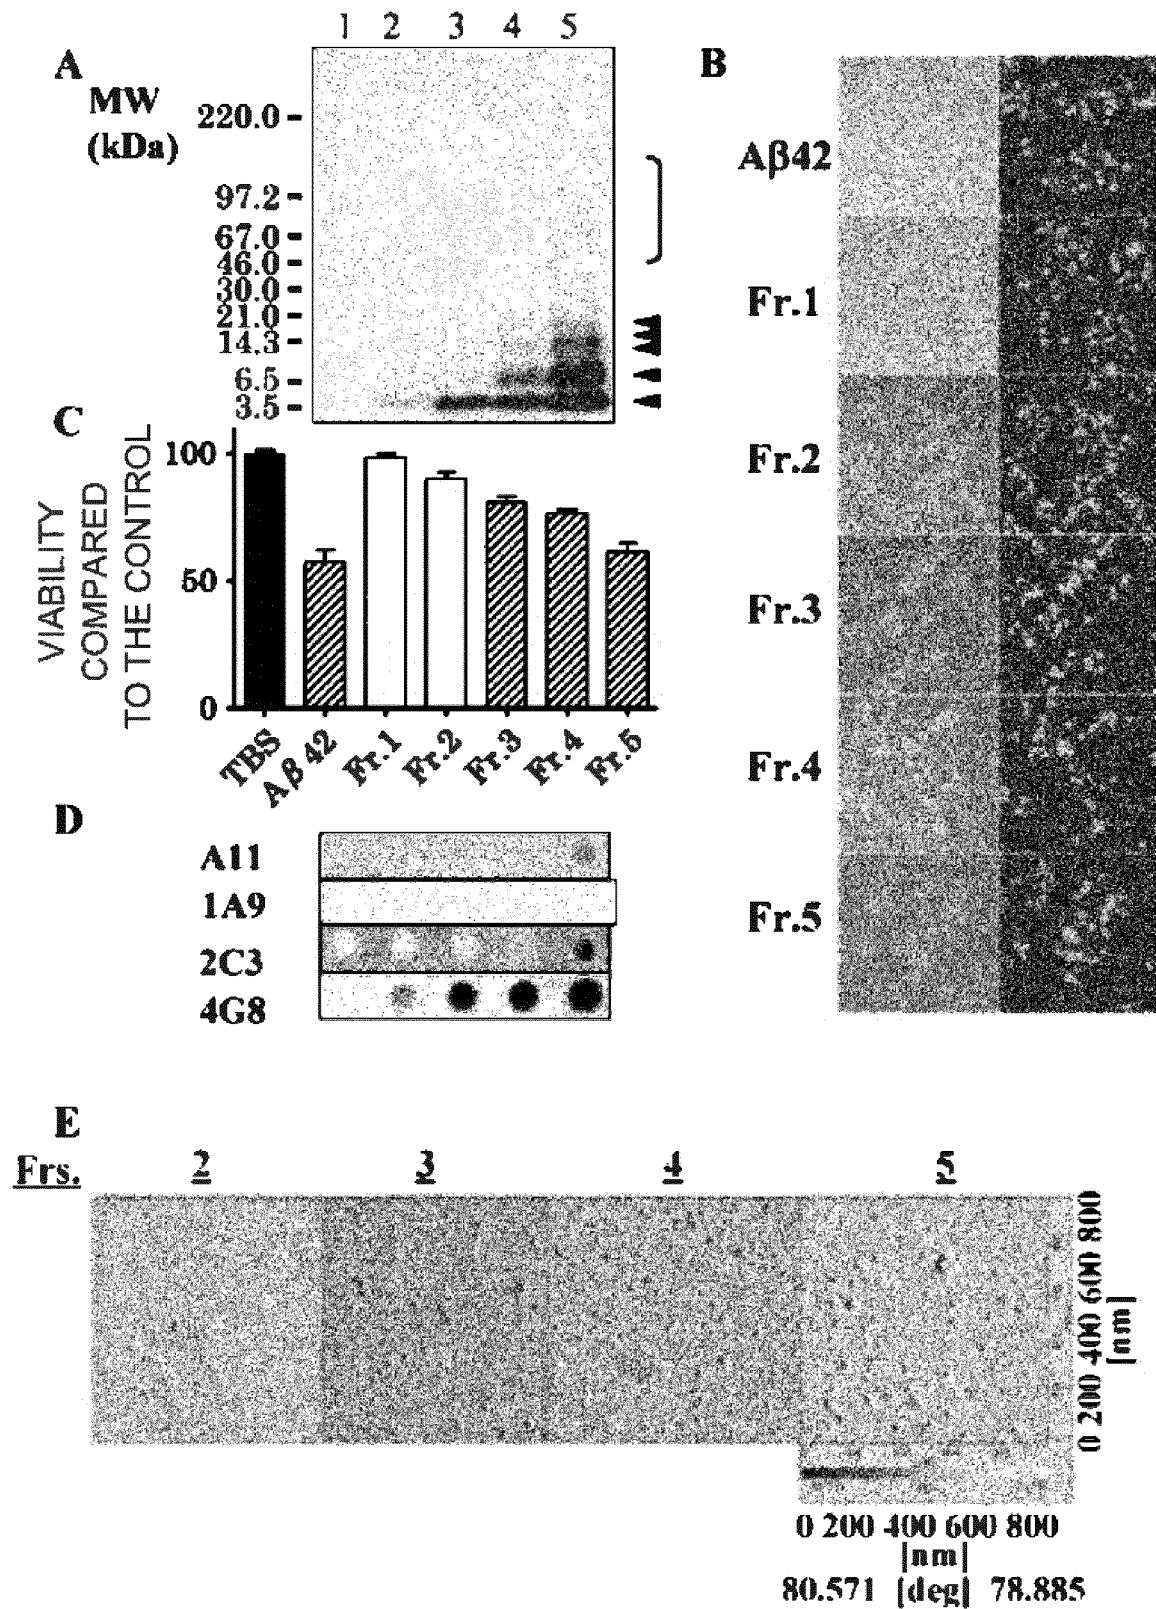 1 2 3 4 5
A
MW
(kDa)
220.0
97.2
67.0
46.0
30.0
21.0
14.3
6.5
3.5
B
Aβ42
Fr.1
Fr.2
Fr.3
Fr.4
Fr.5
C
VIABILITY
COMPARED
TO THE CONTROL
100
50
0
TBS
Aβ42
Fr.1
Fr.2
Fr.3
Fr.4
Fr.5
D
A11
1A9
2C3
4G8
E
Frs. 2 3 4 5
0 200 400 600 800
[nm]
0 200 400 600 800
[nm]
80.571 [deg] 78.885